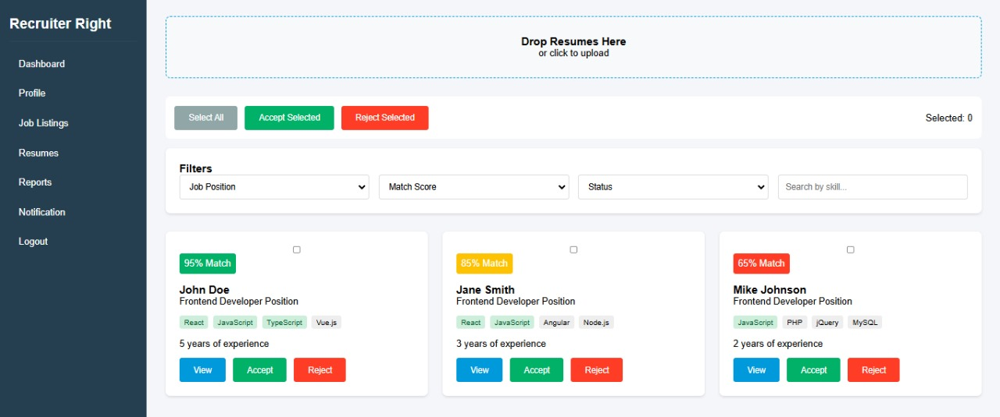 Recruiter Right
Dashboard
Profile
Job Listings
Resumes
Reports
Notification
Logout
Drop Resumes Here
or click to upload
Select All Accept Selected Reject Selected Selected: 0
Filters
Job Position Match Score Status Search by skill...
95% Match
John Doe
Frontend Developer Position
React JavaScript TypeScript Vue.js
5 years of experience
View Accept Reject
85% Match
Jane Smith
Frontend Developer Position
React JavaScript Angular Node.js
3 years of experience
View Accept Reject
65% Match
Mike Johnson
Frontend Developer Position
JavaScript PHP jQuery MySQL
2 years of experience
View Accept Reject